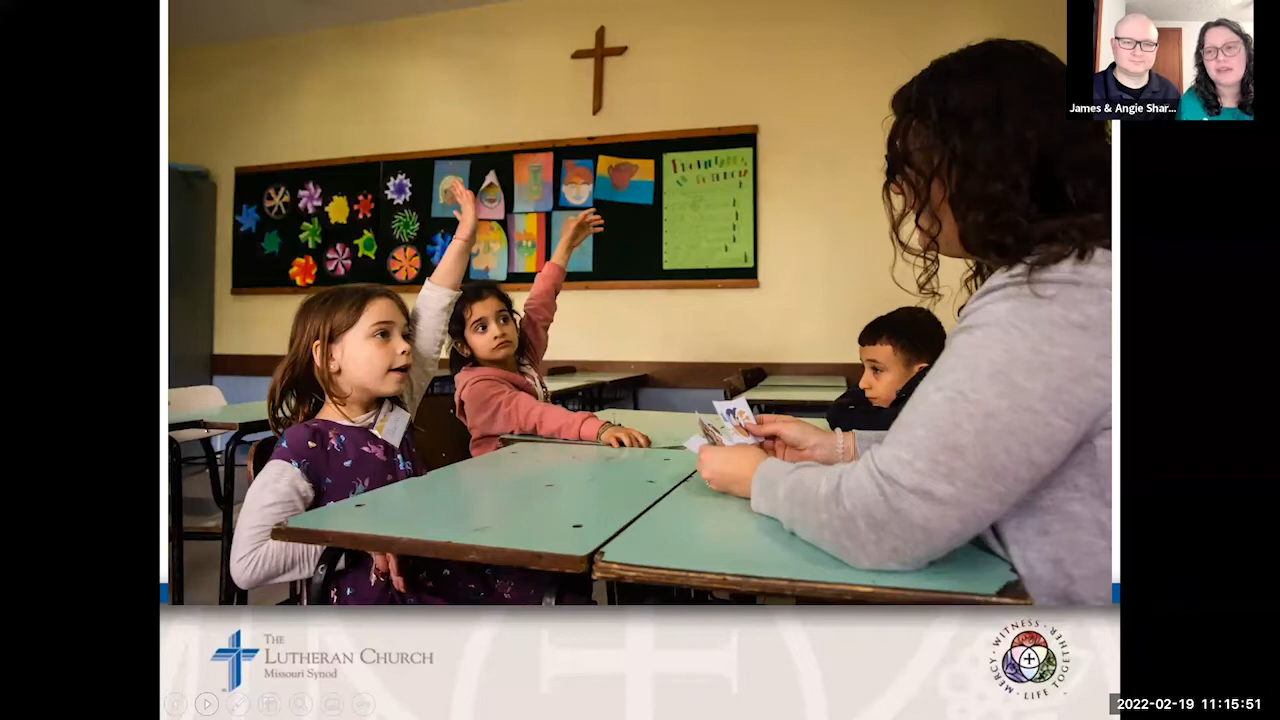 James & Angie Shar...
THE
LUTHERAN CHURCH
Missouri Synod
WITNESS · MERCY · LIFE TOGETHER
2022-02-19 11:15:51